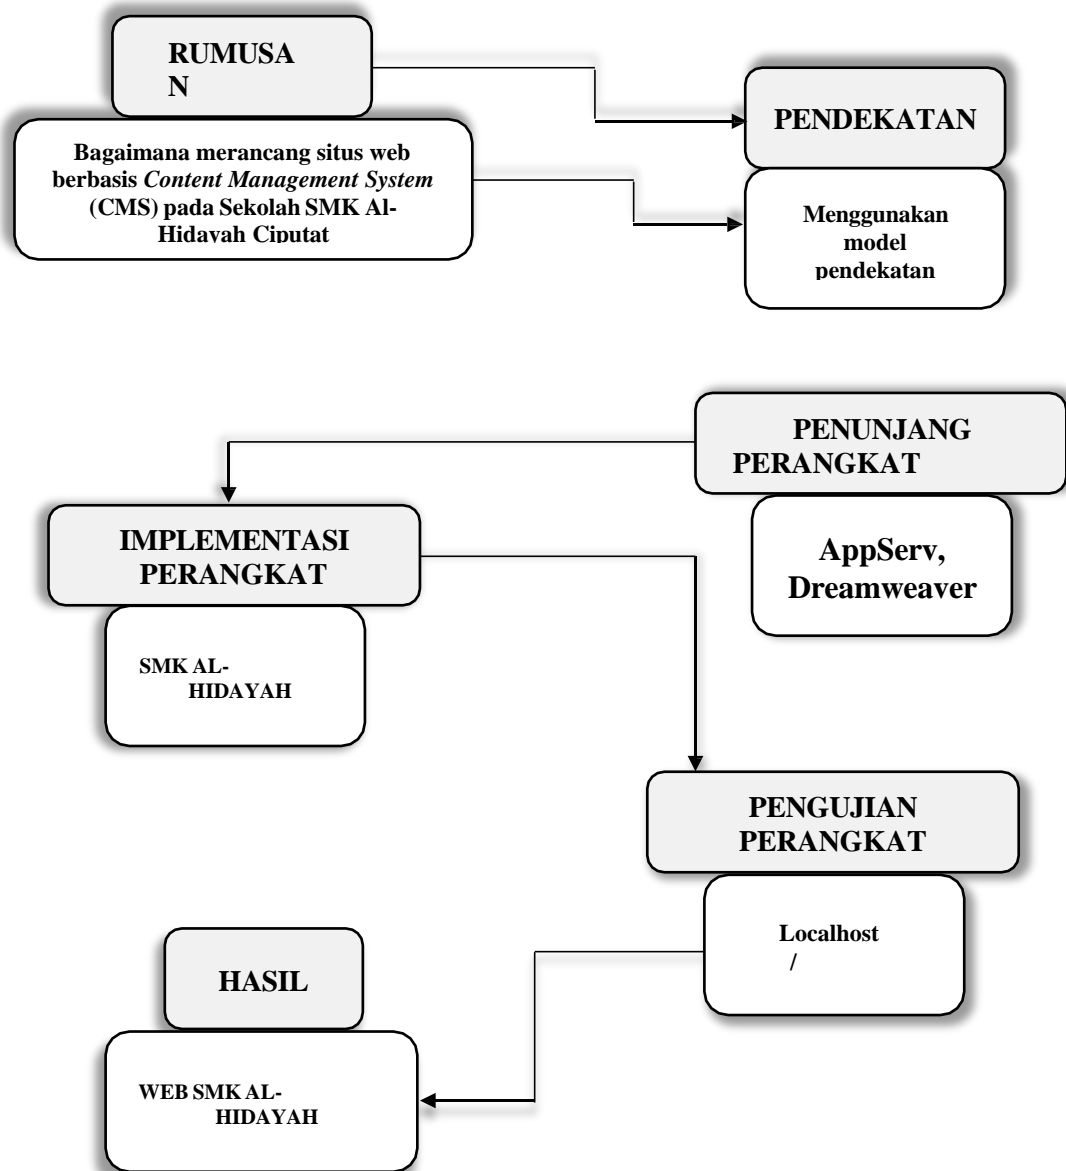 RUMUSA
N
Bagaimana merancang situs web
berbasis Content Management System
(CMS) pada Sekolah SMK Al-
Hidayah Ciputat
PENDEKATAN
Menggunakan
model
pendekatan
PENUNJANG
PERANGKAT
AppServ,
Dreamweaver
IMPLEMENTASI
PERANGKAT
SMK AL-
HIDAYAH
PENGUJIAN
PERANGKAT
Localhost
/
HASIL
WEB SMK AL-
HIDAYAH